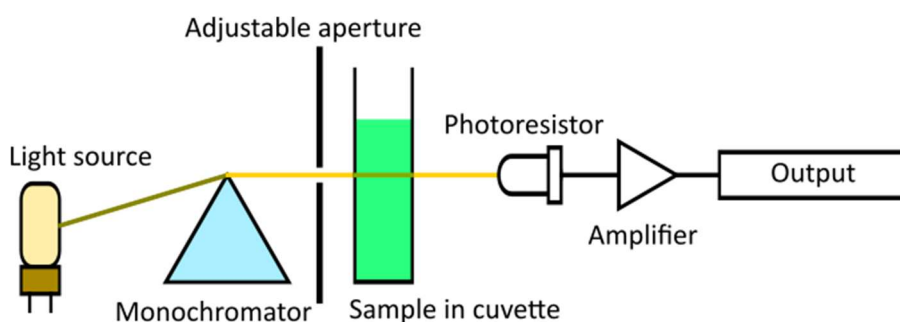 Adjustable aperture
Photoresistor
Light source
Output
Amplifier
Monochromator
Sample in cuvette